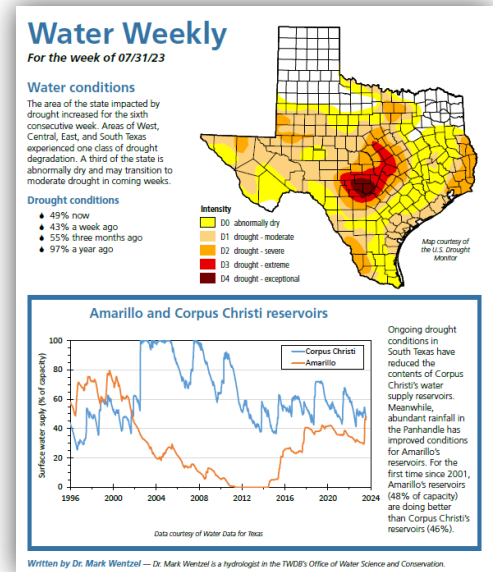 Water Weekly
For the week of 07/31/23
Water conditions
The area of the state impacted by
drought increased for the sixth
consecutive week. Areas of West,
Central, East, and South Texas
experienced one class of drought
degradation. A third of the state is
abnormally dry and may transition to
moderate drought in coming weeks.
Drought conditions
49% now
43% a week ago
55% three months ago
97% a year ago
Intensity
D0 abnormally dry
D1 drought - moderate
D2 drought - severe
D3 drought - extreme
D4 drought - exceptional
Map courtesy of
the U.S. Drought
Monitor
Amarillo and Corpus Christi reservoirs
Surface water suply (% of capacity)
100
80
60
40
20
0
1996 2000 2004 2008 2012 2016 2020 2024
Corpus Christi
Amarillo
Data courtesy of Water Data for Texas
Ongoing drought
conditions in
South Texas have
reduced the
contents of Corpus
Christi's water
supply reservoirs.
Meanwhile,
abundant rainfall in
the Panhandle has
improved conditions
for Amarillo's
reservoirs. For the
first time since 2001,
Amarillo's reservoirs
(48% of capacity)
are doing better
than Corpus Christi's
reservoirs (46%).
Written by Dr. Mark Wentzel — Dr. Mark Wentzel is a hydrologist in the TWDB's Office of Water Science and Conservation.